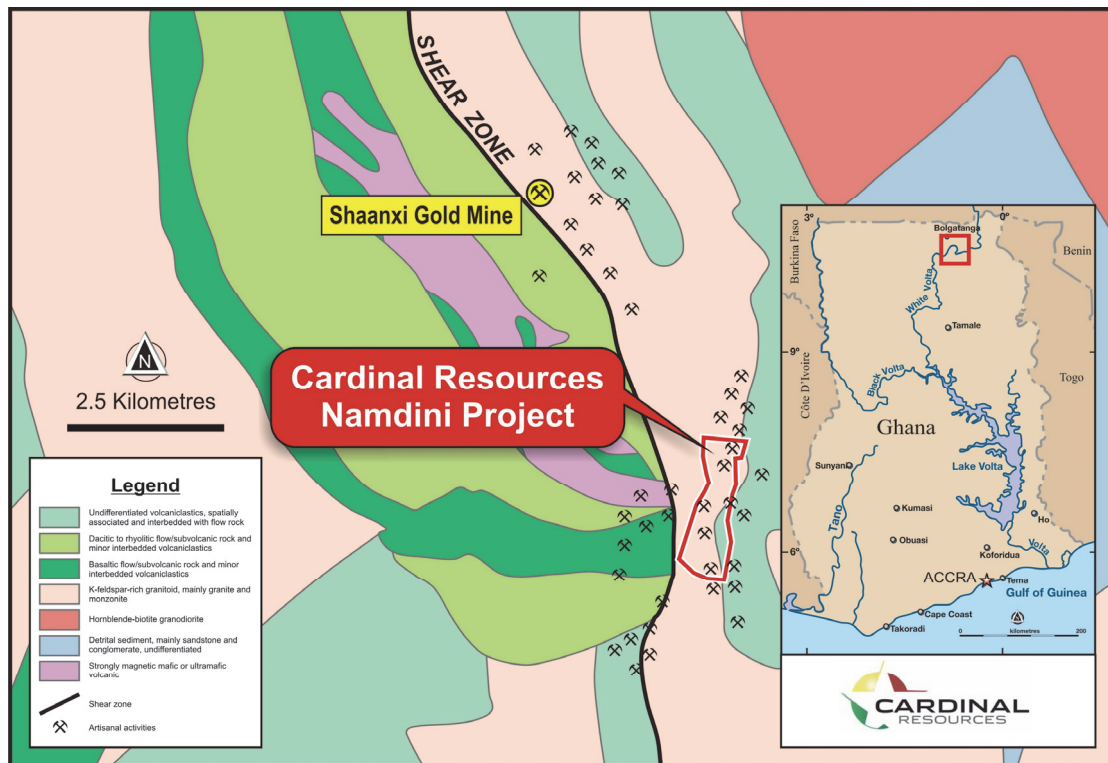 SHEAR ZONE
Shaanxi Gold Mine
N
2.5 Kilometres
Cardinal Resources
Namdini Project
Legend
Undifferentiated volcaniclastics, spatially
associated and interbedded with flow rock
Dacitic to rhyolitic flow/subvolcanic rock and
minor interbedded volcaniclastics
Basaltic flow/subvolcanic rock and minor
interbedded volcaniclastics
K-feldspar-rich granitoid, mainly granite and
monzonite
Hornblende-biotite granodiorite
Detrital sediment, mainly sandstone and
conglomerate, undifferentiated
Strongly magnetic mafic or ultramafic
volcanic
Shear zone
Artisanal activities
3°
0°
Bolgatanga
Burkina Faso
Benin
White Volta
Tamale
9°
Côte D'Ivoire
Black Volta
Togo
Ghana
Sunyani
Lake Volta
Tano
Kumasi
Ho
Obuasi
Volta
6°
Koforidua
ACCRA
Tema
Gulf of Guinea
Cape Coast
Takoradi
N
0 kilometres 200
CARDINAL
RESOURCES